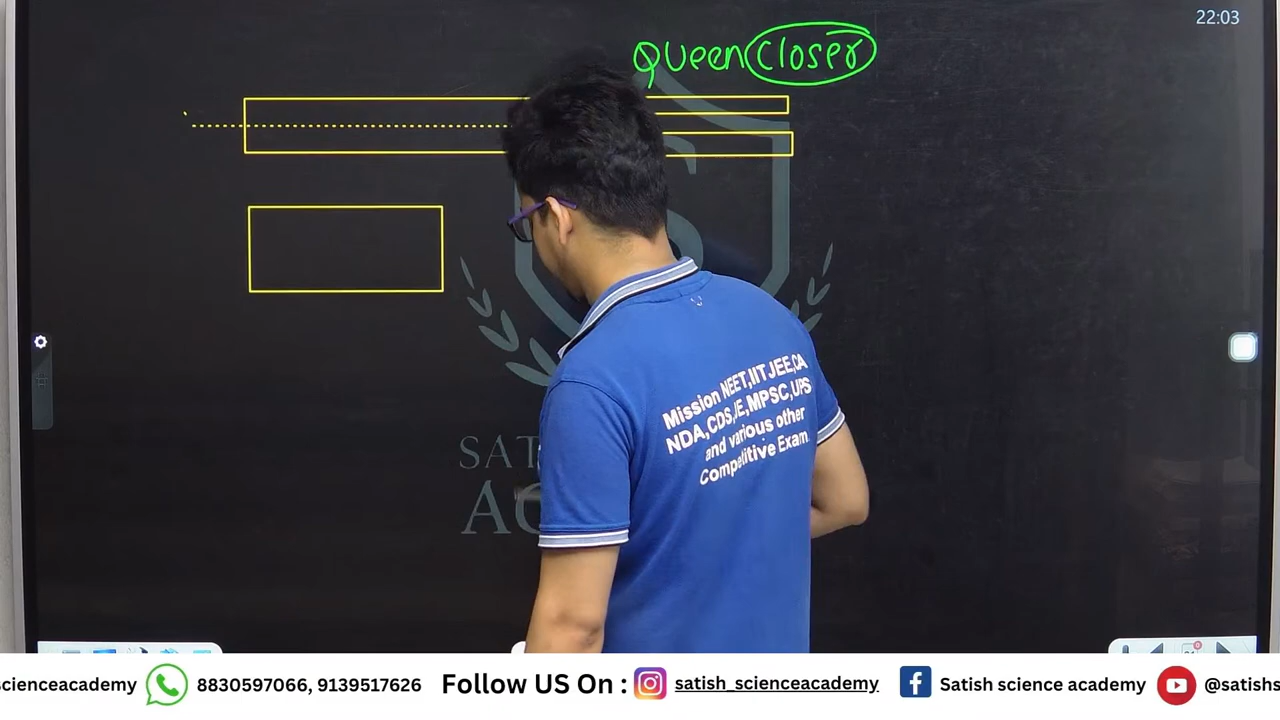 22:03
Queen closer
SAT
AC
Mission NEET,IIT JEE,CA
NDA,CDS,JE,MPSC,UPS
and various other
Competitive Exam
scienceacademy 8830597066, 9139517626 Follow US On : satish_scienceacademy Satish science academy @satishs